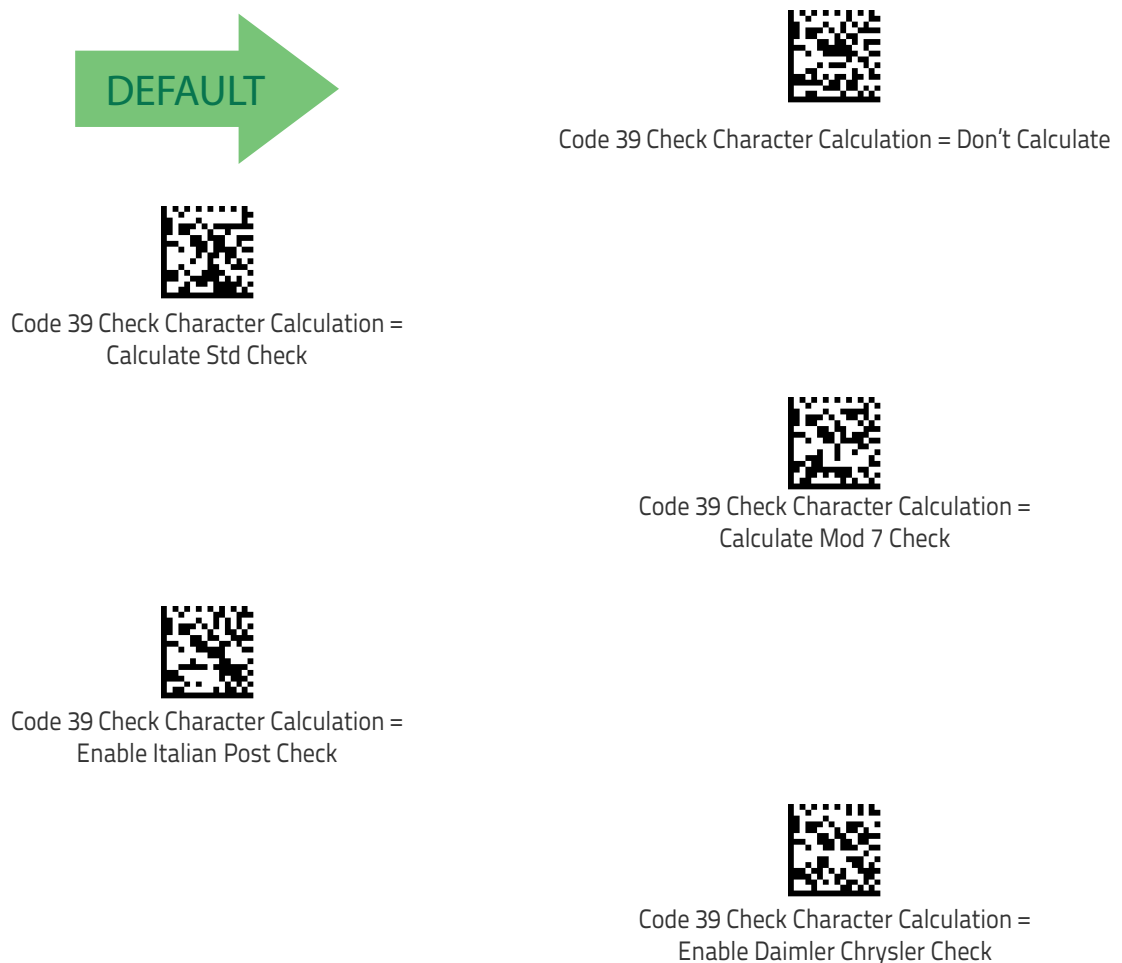 DEFAULT
Code 39 Check Character Calculation = Don't Calculate
Code 39 Check Character Calculation =
Calculate Std Check
Code 39 Check Character Calculation =
Calculate Mod 7 Check
Code 39 Check Character Calculation =
Enable Italian Post Check
Code 39 Check Character Calculation =
Enable Daimler Chrysler Check